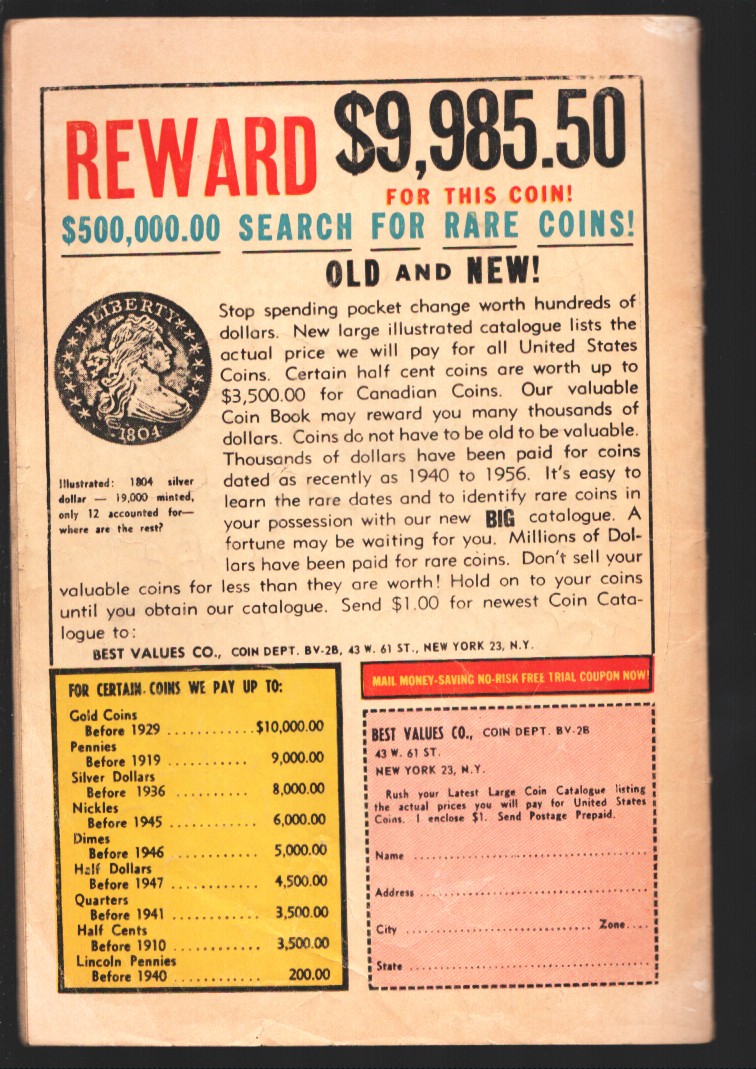 REWARD $9,985.50
FOR THIS COIN!
$500,000.00 SEARCH FOR RARE COINS!
OLD AND NEW!
LIBERTY
1804
Illustrated: 1804 silver
dollar — 19,000 minted,
only 12 accounted for—
where are the rest?
Stop spending pocket change worth hundreds of
dollars. New large illustrated catalogue lists the
actual price we will pay for all United States
Coins. Certain half cent coins are worth up to
$3,500.00 for Canadian Coins. Our valuable
Coin Book may reward you many thousands of
dollars. Coins do not have to be old to be valuable.
Thousands of dollars have been paid for coins
dated as recently as 1940 to 1956. It's easy to
learn the rare dates and to identify rare coins in
your possession with our new BIG catalogue. A
fortune may be waiting for you. Millions of Dol-
lars have been paid for rare coins. Don't sell your
valuable coins for less than they are worth! Hold on to your coins
until you obtain our catalogue. Send $1.00 for newest Coin Cata-
logue to:
BEST VALUES CO., COIN DEPT. BV-2B, 43 W. 61 ST., NEW YORK 23, N.Y.
FOR CERTAIN COINS WE PAY UP TO:
Gold Coins
Before 1929 ............ $10,000.00
Pennies
Before 1919 ........... 9,000.00
Silver Dollars
Before 1936 .......... 8,000.00
Nickles
Before 1945 ............ 6,000.00
Dimes
Before 1946 ........... 5,000.00
Half Dollars
Before 1947 ........... 4,500.00
Quarters
Before 1941 ............ 3,500.00
Half Cents
Before 1910 ............ 3,500.00
Lincoln Pennies
Before 1940 ............ 200.00
MAIL MONEY-SAVING NO-RISK FREE TRIAL COUPON NOW!
BEST VALUES CO., COIN DEPT. BV-2B
43 W. 61 ST.
NEW YORK 23, N.Y.
Rush your Latest Large Coin Catalogue listing
the actual prices you will pay for United States
Coins. I enclose $1. Send Postage Prepaid.
Name ........................................
Address ........................................
City ................................ Zone....
State ........................................